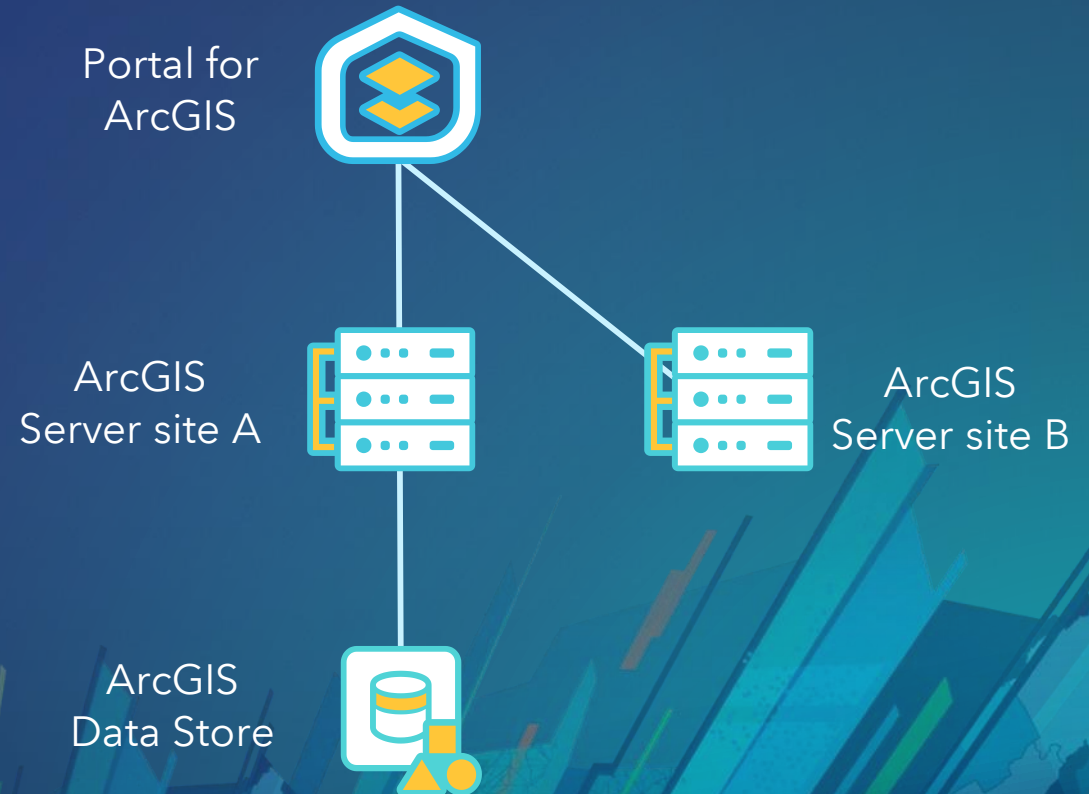 Portal for
ArcGIS
ArcGIS
Server site A
ArcGIS
Server site B
ArcGIS
Data Store